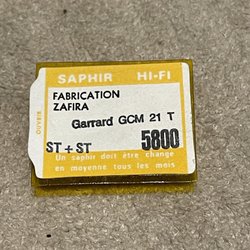 SAPHIR HI-FI
FABRICATION
ZAFIRA
Garrard GCM 21 T
ST + ST 5800
Un saphir doit être changé
en moyenne tous les mois
OUVRIR